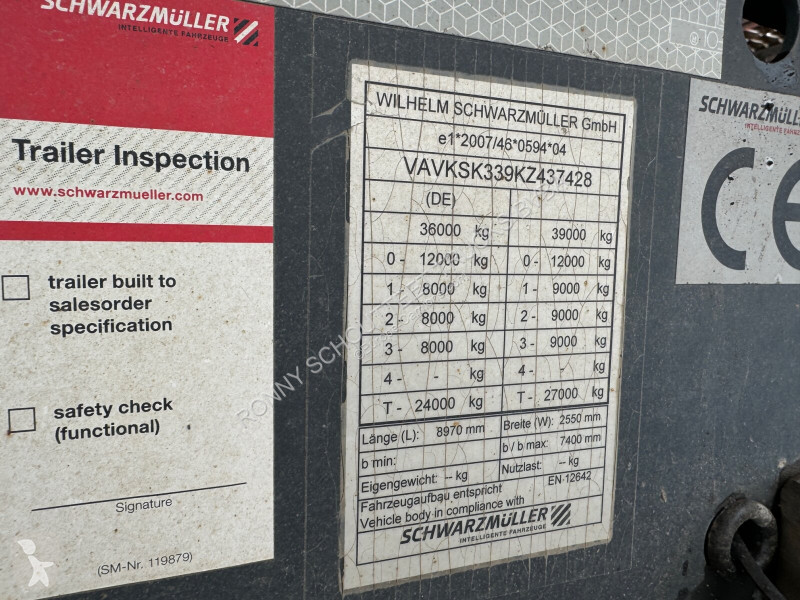 SCHWARZMÜLLER
INTELLIGENTE FAHRZEUGE
Trailer Inspection
www.schwarzmueller.com
trailer built to
salesorder
specification
safety check
(functional)
Signature
(SM-Nr. 119879)
WILHELM SCHWARZMÜLLER GmbH
e1*2007/46*0594*04
VAVKSK339KZ437428
(DE)
36000 kg 39000 kg
0 - 12000 kg 0 - 12000 kg
1 - 8000 kg 1 - 9000 kg
2 - 8000 kg 2 - 9000 kg
3 - 8000 kg 3 - 9000 kg
4 - - kg 4 - - kg
T - 24000 kg T - 27000 kg
Länge (L): 8970 mm Breite (W): 2550 mm
b min: b / b max: 7400 mm
Eigengewicht: -- kg Nutzlast: -- kg
Fahrzeugaufbau entspricht EN-12642
Vehicle body in compliance with
SCHWARZMÜLLER
INTELLIGENTE FAHRZEUGE
SCHWARZMÜ
INTELLIGENTE
CE
RONNY